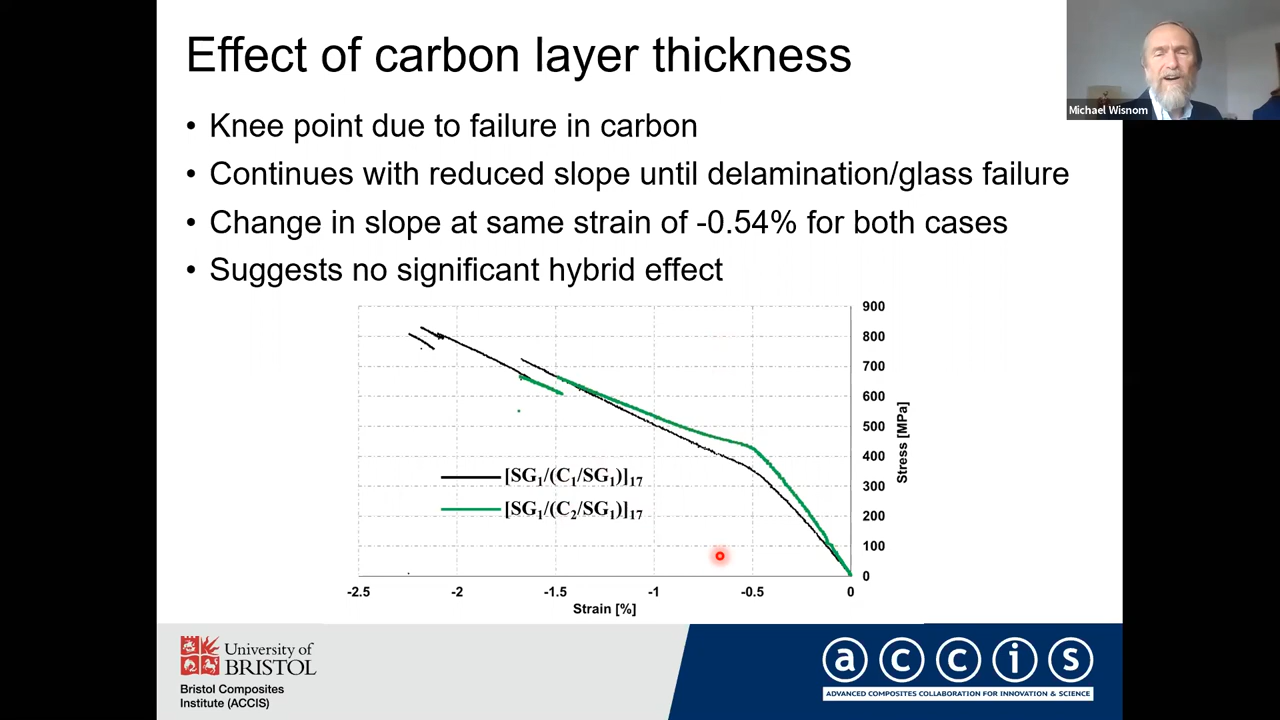 Effect of carbon layer thickness
Michael Wisnom
• Knee point due to failure in carbon
• Continues with reduced slope until delamination/glass failure
• Change in slope at same strain of -0.54% for both cases
• Suggests no significant hybrid effect
900
800
700
600
500
400
300
200
100
0
Stress [MPa]
[SG₁/(C₁/SG₁)]₁₇
[SG₁/(C₂/SG₁)]₁₇
-2.5 -2 -1.5 -1 -0.5 0
Strain [%]
University of
BRISTOL
Bristol Composites
Institute (ACCIS)
accis
ADVANCED COMPOSITES COLLABORATION FOR INNOVATION & SCIENCE